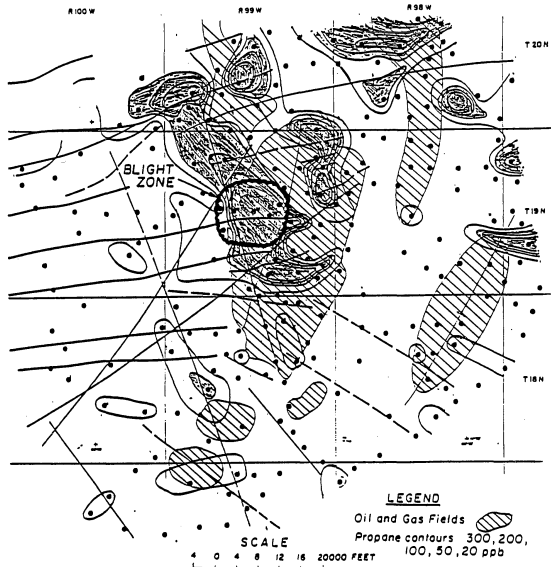 R100W R99W R98W
T20N
BLIGHT
ZONE
T19N
T18N
LEGEND
Oil and Gas Fields
Propane contours 300, 200,
100, 50, 20 ppb
SCALE
4 0 4 8 12 16 20000 FEET